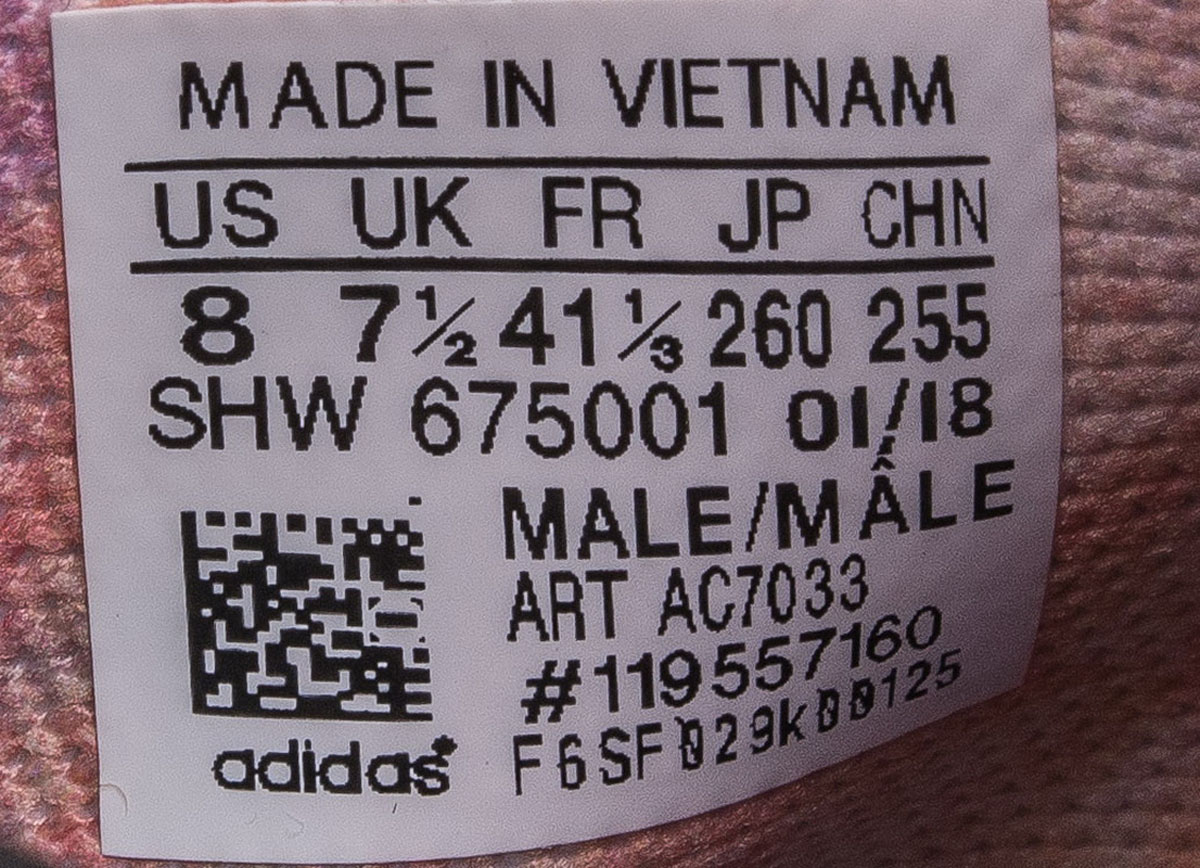 MADE IN VIETNAM
US UK FR JP CHN
8 7½ 41⅓ 260 255
SHW 675001 01/18
MALE/MÂLE
ART AC7033
#119557160
F6SF029K00125
adidas